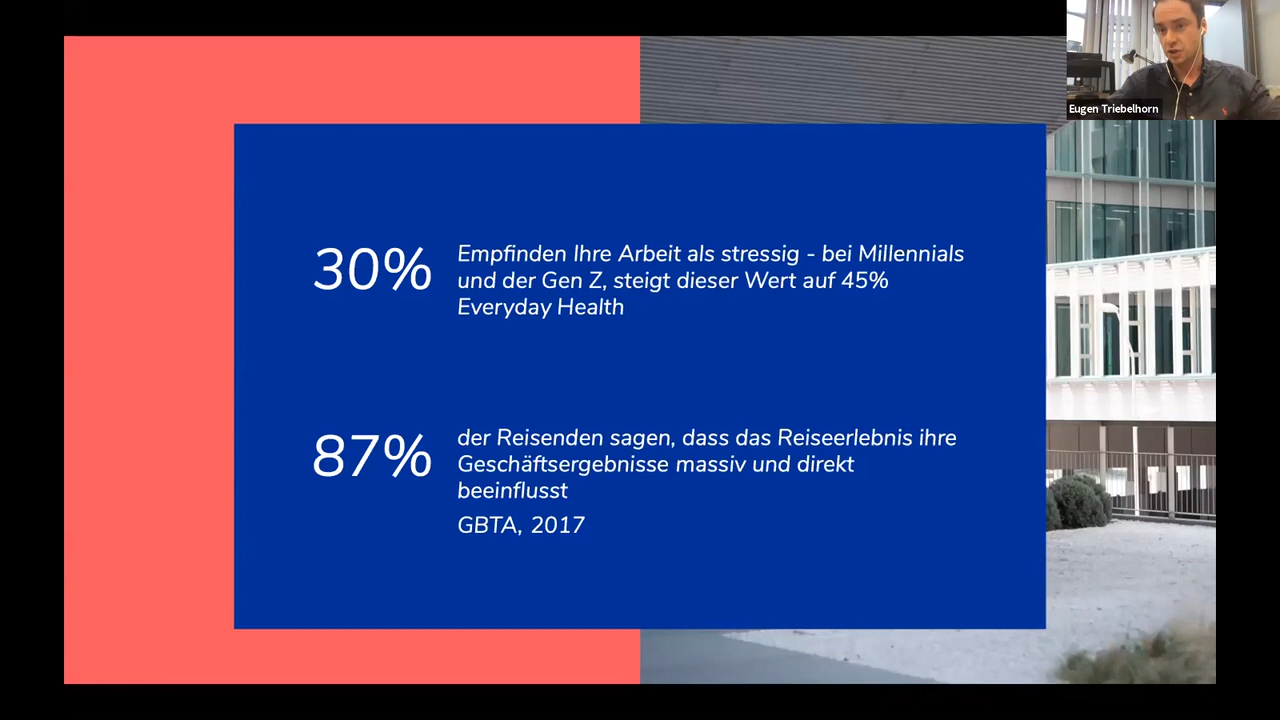 Eugen Triebelhorn
30%
Empfinden Ihre Arbeit als stressig - bei Millennials
und der Gen Z, steigt dieser Wert auf 45%
Everyday Health
87%
der Reisenden sagen, dass das Reiseerlebnis ihre
Geschäftsergebnisse massiv und direkt
beeinflusst
GBTA, 2017